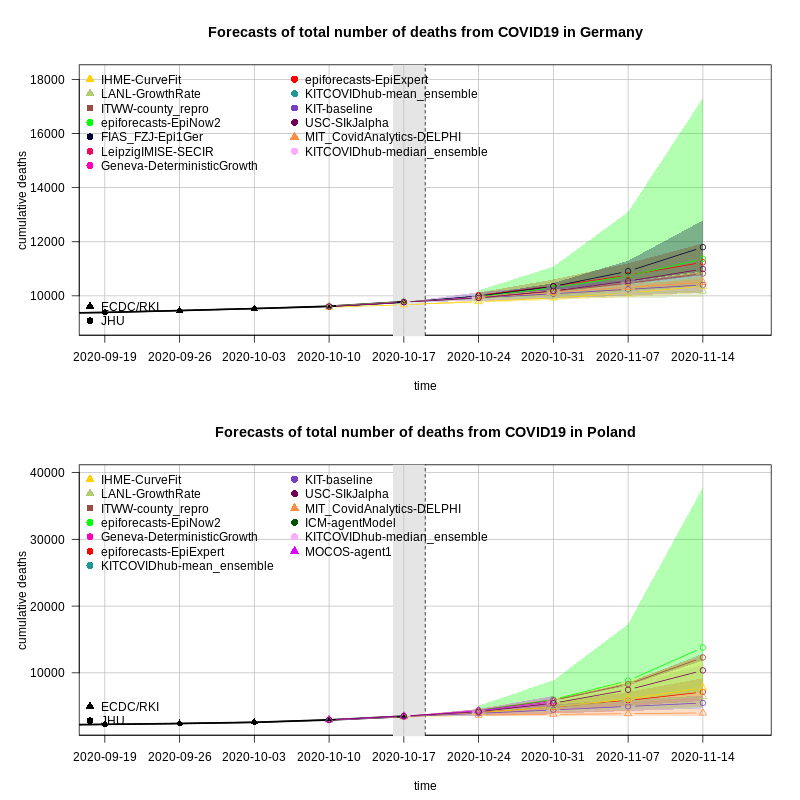 Forecasts of total number of deaths from COVID19 in Germany
cumulative deaths
18000
16000
14000
12000
10000
IHME-CurveFit
LANL-GrowthRate
ITWW-county_repro
epiforecasts-EpiNow2
FIAS_FZJ-Epi1Ger
LeipzigIMISE-SECIR
Geneva-DeterministicGrowth
epiforecasts-EpiExpert
KITCOVIDhub-mean_ensemble
KIT-baseline
USC-SIkJalpha
MIT_CovidAnalytics-DELPHI
KITCOVIDhub-median_ensemble
ECDC/RKI
JHU
2020-09-19 2020-09-26 2020-10-03 2020-10-10 2020-10-17 2020-10-24 2020-10-31 2020-11-07 2020-11-14
time
Forecasts of total number of deaths from COVID19 in Poland
cumulative deaths
40000
30000
20000
10000
IHME-CurveFit
LANL-GrowthRate
ITWW-county_repro
epiforecasts-EpiNow2
Geneva-DeterministicGrowth
epiforecasts-EpiExpert
KITCOVIDhub-mean_ensemble
KIT-baseline
USC-SIkJalpha
MIT_CovidAnalytics-DELPHI
ICM-agentModel
KITCOVIDhub-median_ensemble
MOCOS-agent1
ECDC/RKI
JHU
2020-09-19 2020-09-26 2020-10-03 2020-10-10 2020-10-17 2020-10-24 2020-10-31 2020-11-07 2020-11-14
time